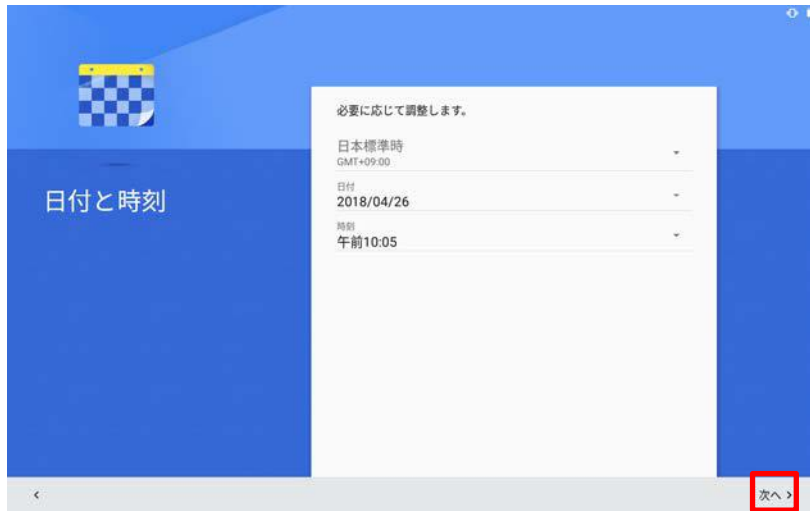 日付と時刻
必要に応じて調整します。
日本標準時
GMT+09:00
日付
2018/04/26
時刻
午前10:05
次へ